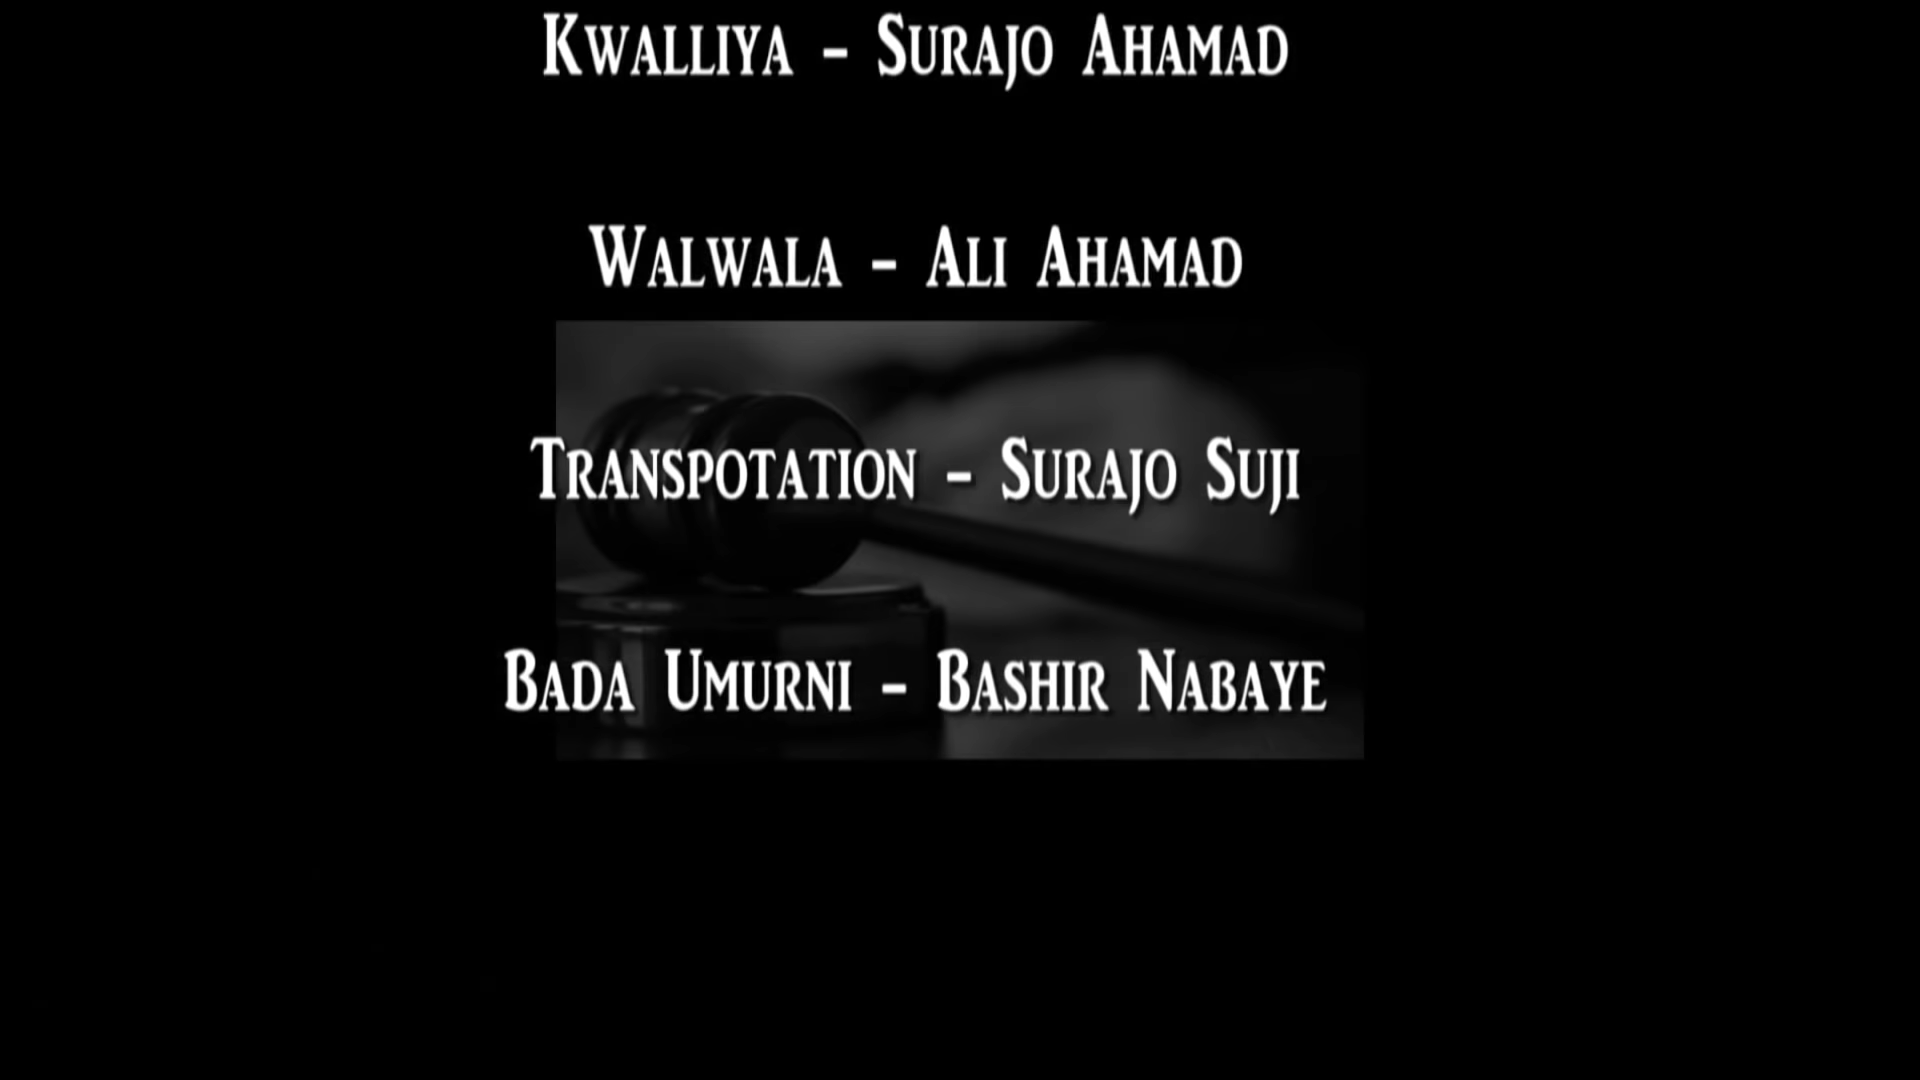 Kwalliya - Surajo Ahamad
Walwala - Ali Ahamad
Transpotation - Surajo Suji
Bada Umurni - Bashir Nabaye